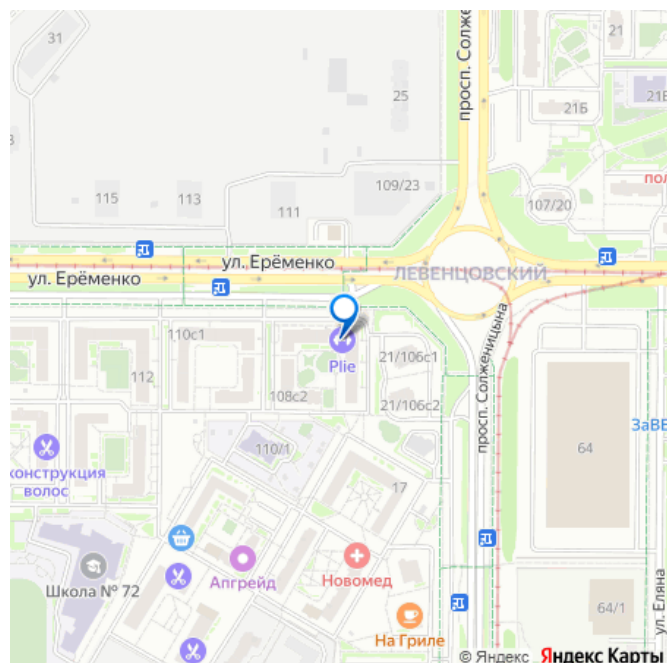 31
просп. Солже
21
21Б
21Б
25
115
113
111
109/23
107/20
пол
ул. Ерёменко
ул. Ерёменко
ЛЕВЕНЦОВСКИЙ
110с1
112
Plie
108с2
21/106с1
21/106с2
просп. Солженицына
110/1
17
64
ЗаВЕ
конструкция
волос
Школа № 72
Апгрейд
Новомед
На Гриле
64/1
ул. Еляна
© Яндекс Яндекс Карты